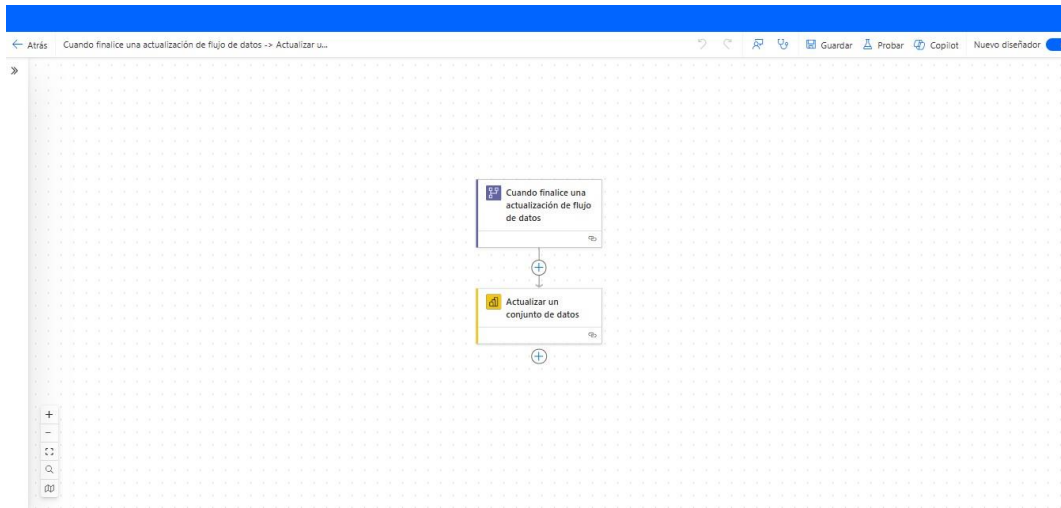 Atrás
Cuando finalice una actualización de flujo de datos -> Actualizar u...
Guardar
Probar
Copilot
Nuevo diseñador
Cuando finalice una
actualización de flujo
de datos
Actualizar un
conjunto de datos